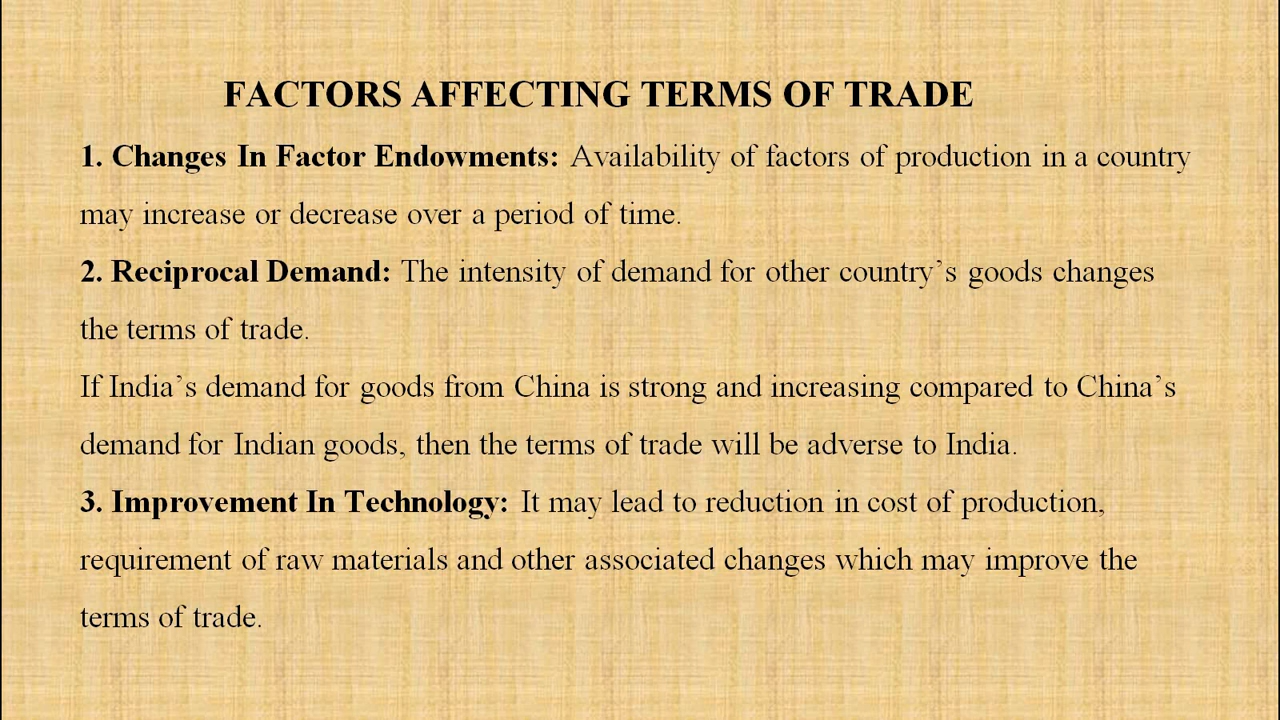 FACTORS AFFECTING TERMS OF TRADE
1. Changes In Factor Endowments: Availability of factors of production in a country
may increase or decrease over a period of time.
2. Reciprocal Demand: The intensity of demand for other country’s goods changes
the terms of trade.
If India’s demand for goods from China is strong and increasing compared to China’s
demand for Indian goods, then the terms of trade will be adverse to India.
3. Improvement In Technology: It may lead to reduction in cost of production,
requirement of raw materials and other associated changes which may improve the
terms of trade.